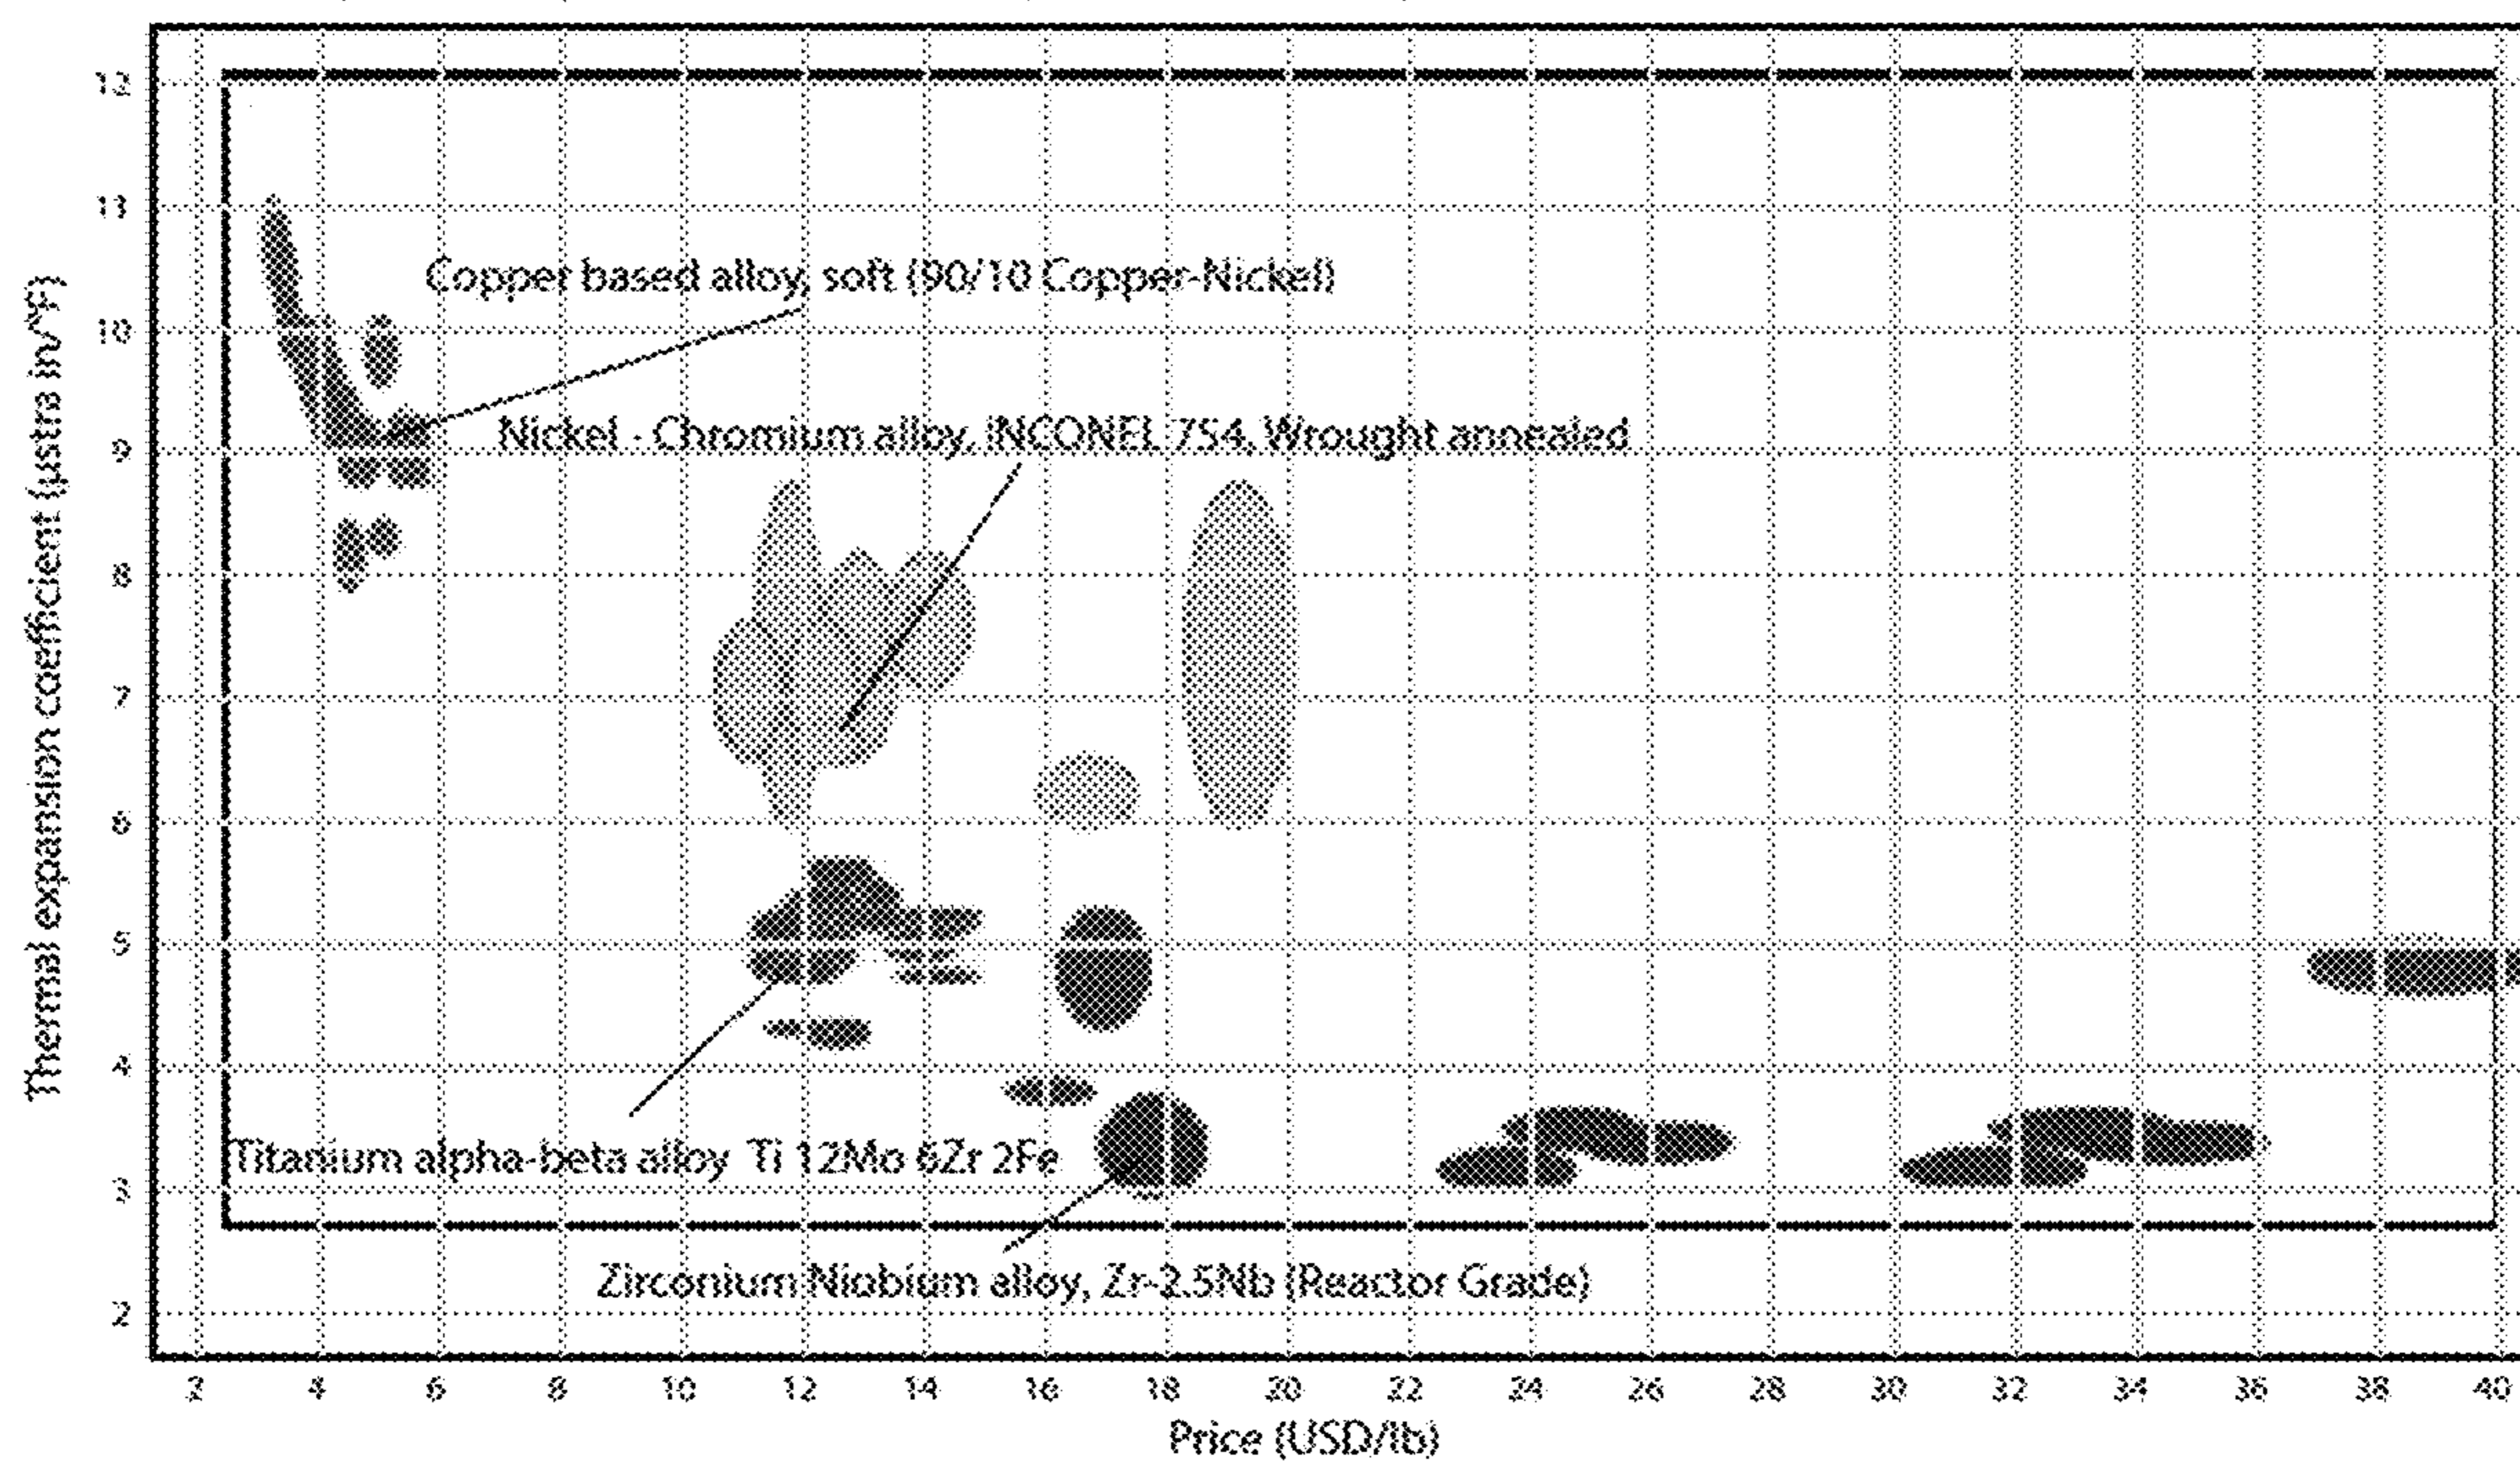 Thermal expansion coefficient (µstra in/°F)
12
11
10
9
8
7
6
5
4
3
2
Copper based alloy, soft (90/10 Copper-Nickel)
Nickel - Chromium alloy, INCONEL 754, Wrought annealed
Titanium alpha-beta alloy Ti 12Mo 6Zr 2Fe
Zirconium Niobium alloy, Zr-2.5Nb (Reactor Grade)
2 4 6 8 10 12 14 16 18 20 22 24 26 28 30 32 34 36 38 40
Price (USD/lb)